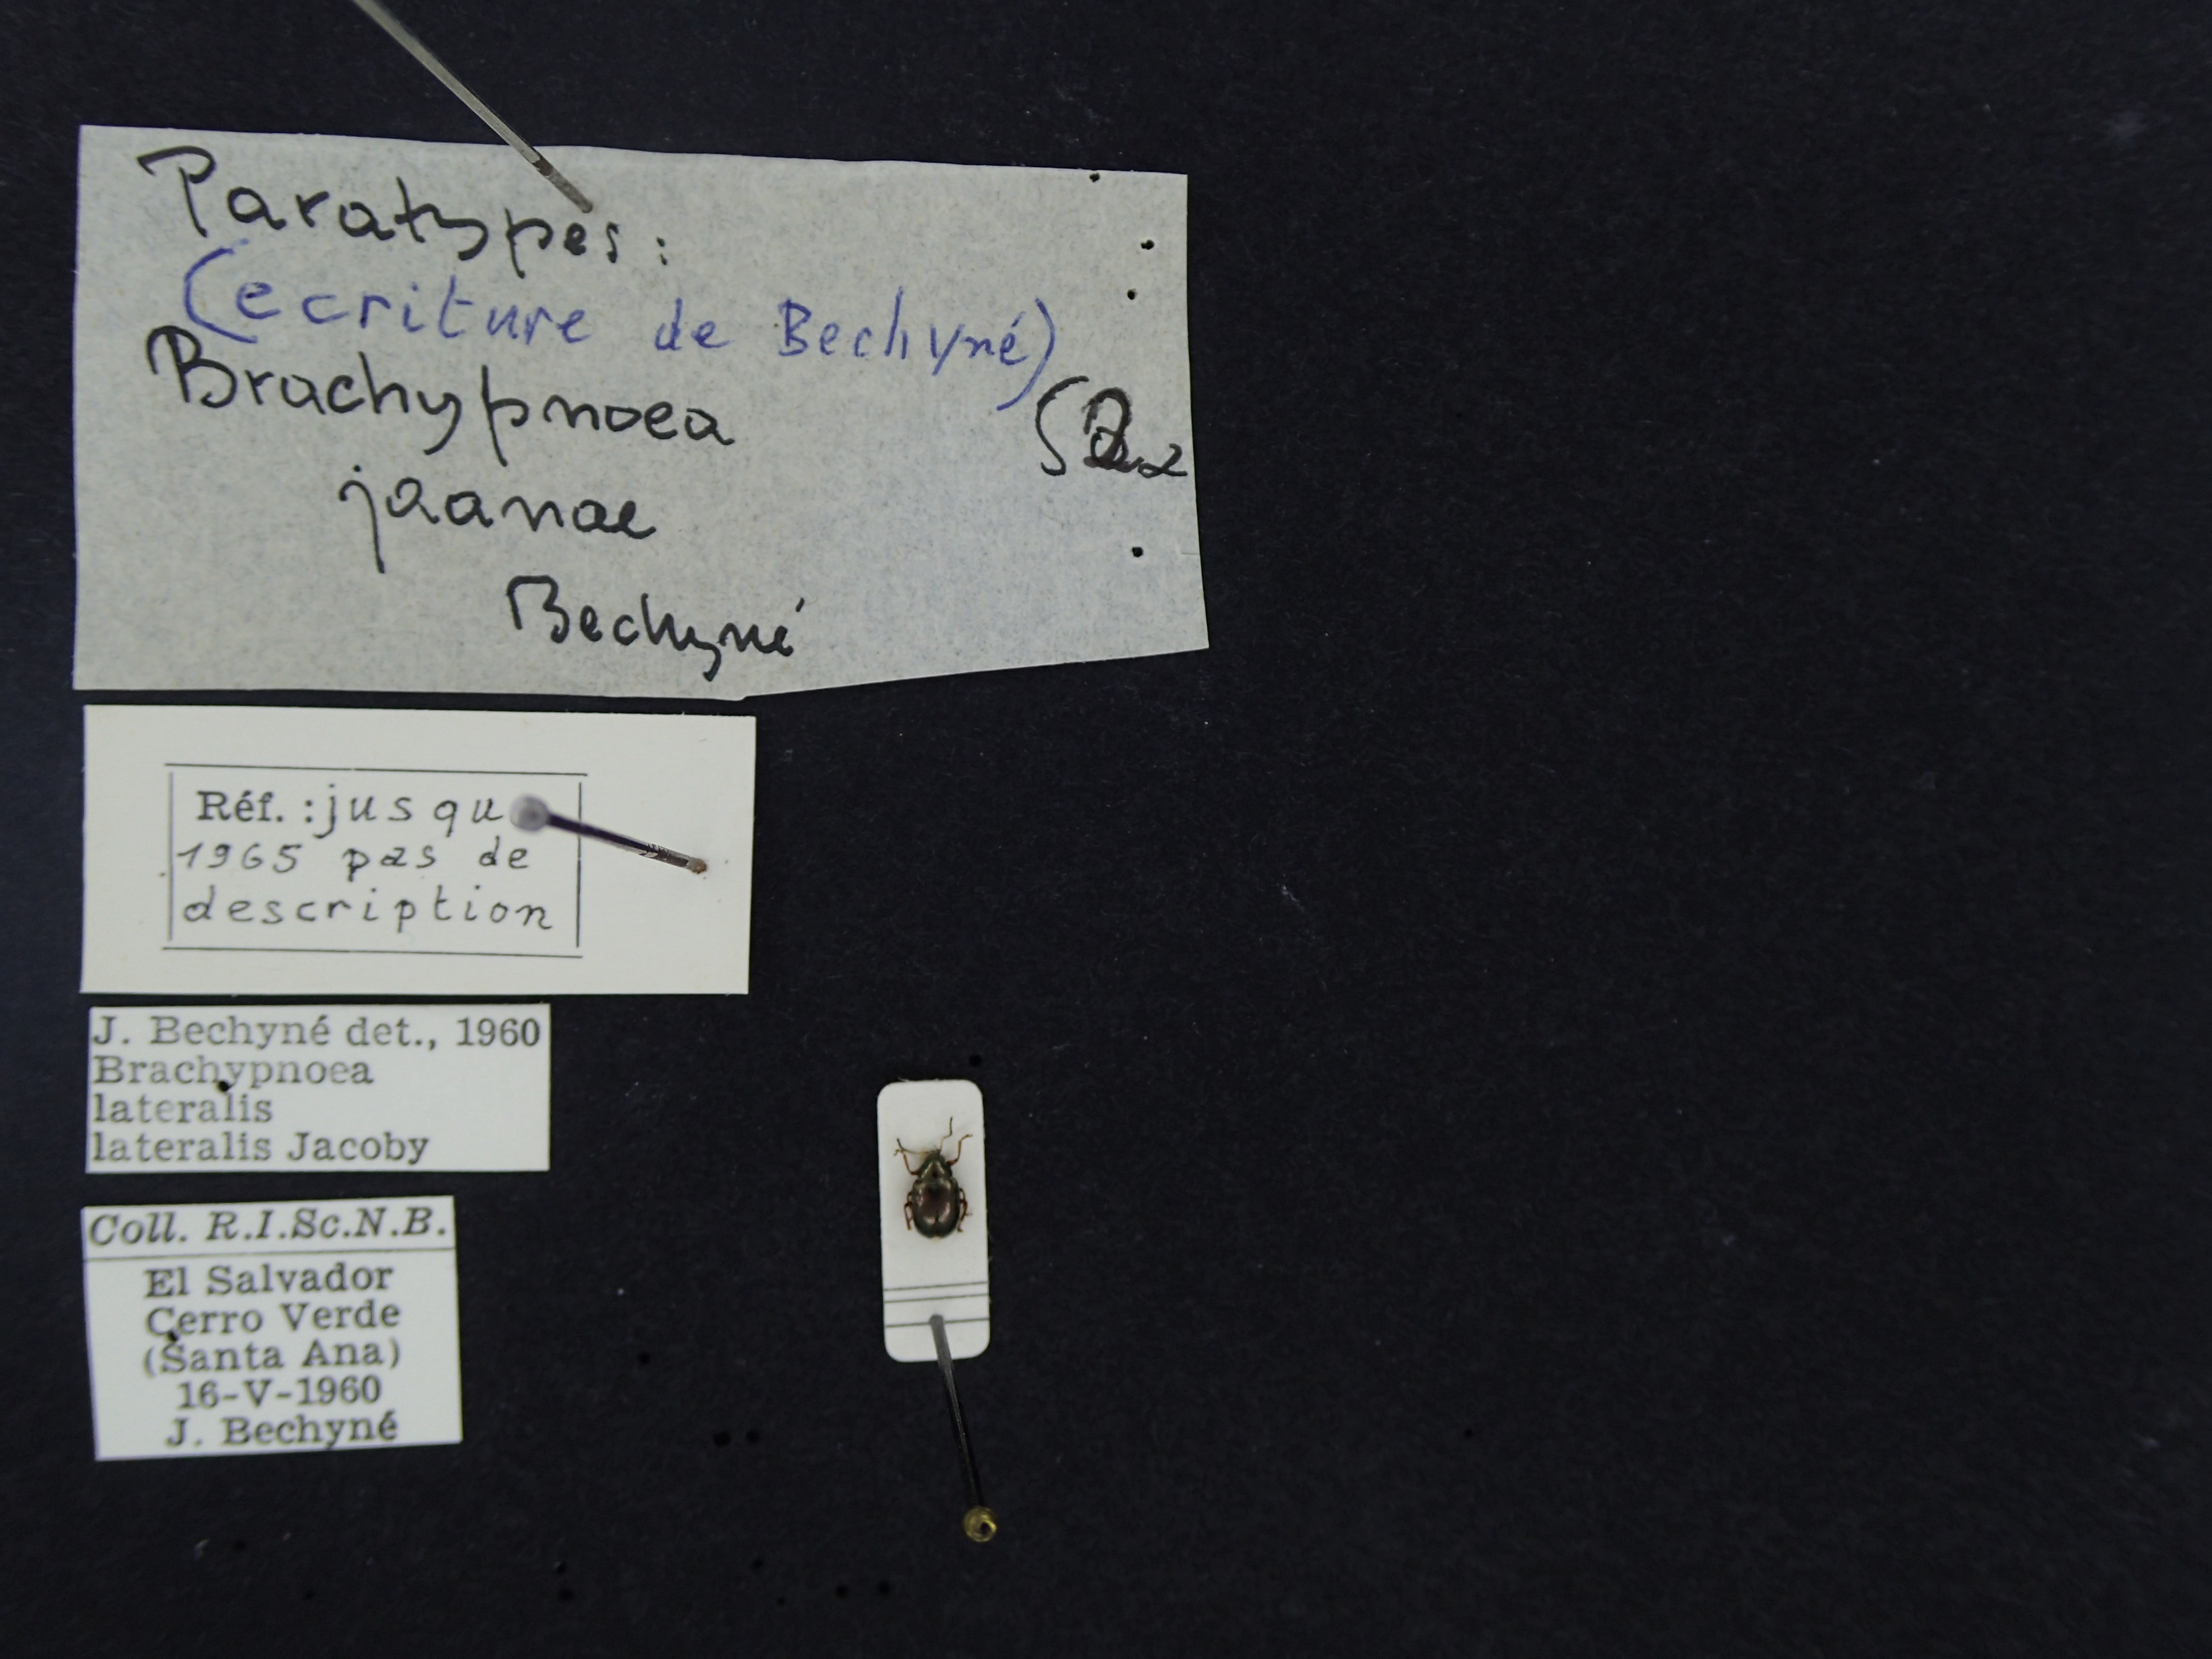 Paratypes:
(ecriture de Bechyné)
Brachypnoea
jaanae
Bechyné
Réf. : jusqu
1965 pas de
description
J. Bechyné det., 1960
Brachypnoea
lateralis
lateralis Jacoby
Coll. R.I.Sc.N.B.
El Salvador
Cerro Verde
(Santa Ana)
16-V-1960
J. Bechyné